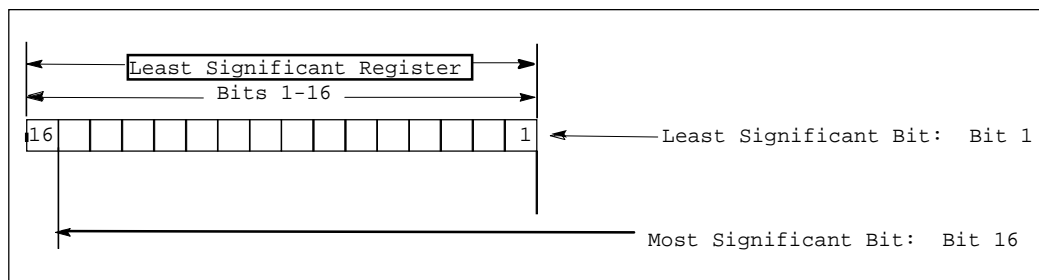 Least Significant Register
Bits 1-16
16 1
Least Significant Bit: Bit 1
Most Significant Bit: Bit 16